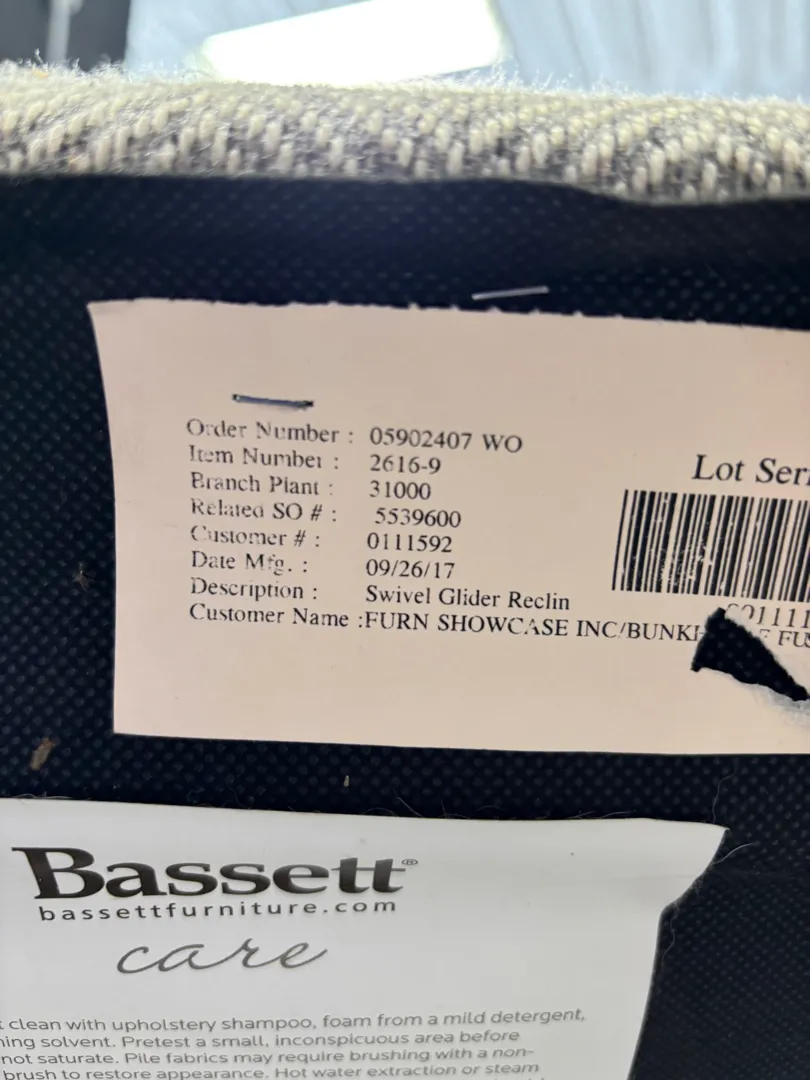 Order Number : 05902407 WO
Item Number : 2616-9
Branch Plant : 31000
Related SO # : 5539600
Customer # : 0111592
Date Mfg. : 09/26/17
Description : Swivel Glider Reclin
Customer Name :FURN SHOWCASE INC/BUNK
Lot Ser
Bassett®
bassettfurniture.com
care
clean with upholstery shampoo, foam from a mild detergent,
solvent. Pretest a small, inconspicuous area before
not saturate. Pile fabrics may require brushing with a non-
brush to restore appearance. Hot water extraction or steam